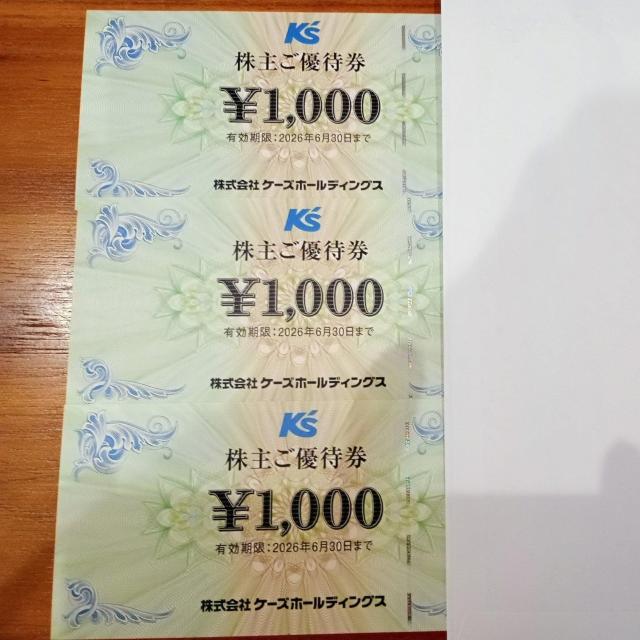 K's
株主ご優待券
¥1,000
有効期限:2026年6月30日まで
株式会社ケーズホールディングス
K's
株主ご優待券
¥1,000
有効期限:2026年6月30日まで
株式会社ケーズホールディングス
K's
株主ご優待券
¥1,000
有効期限:2026年6月30日まで
株式会社ケーズホールディングス